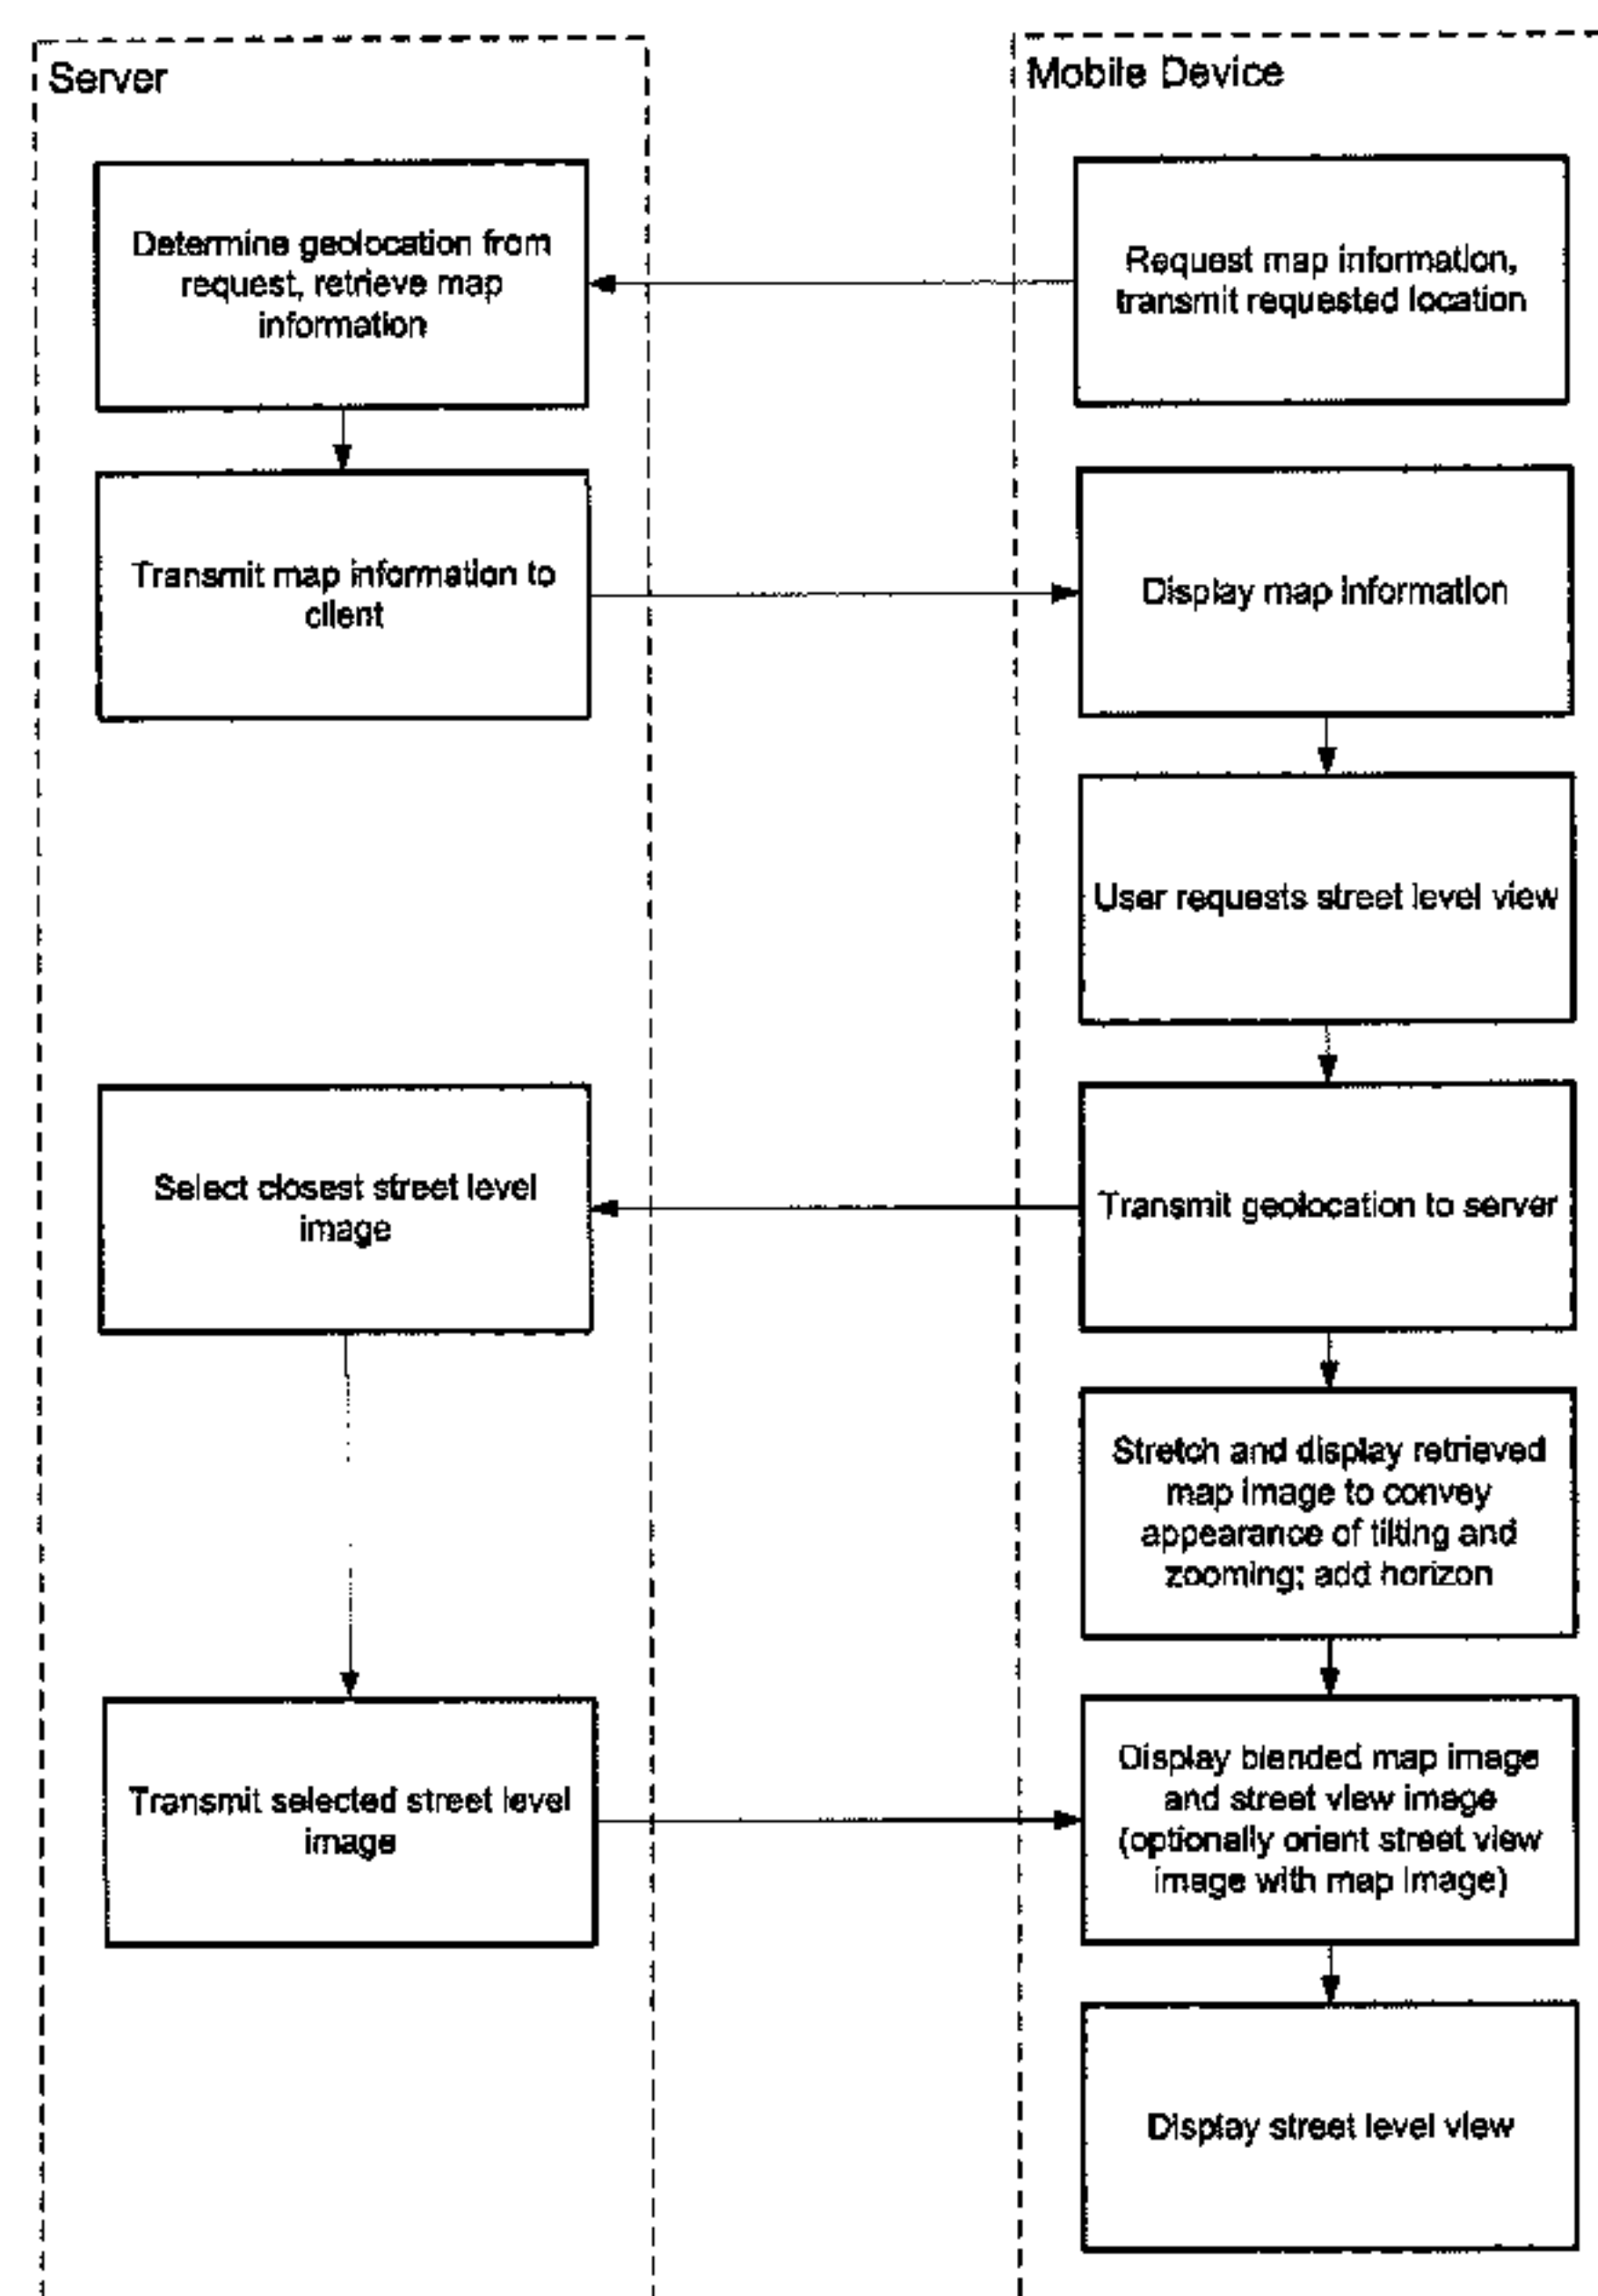 Server
Mobile Device
Determine geolocation from
request, retrieve map
information
Request map information,
transmit requested location
Transmit map information to
client
Display map information
User requests street level view
Select closest street level
image
Transmit geolocation to server
Stretch and display retrieved
map image to convey
appearance of tilting and
zooming; add horizon
Transmit selected street level
image
Display blended map image
and street view image
(optionally orient street view
image with map image)
Display street level view